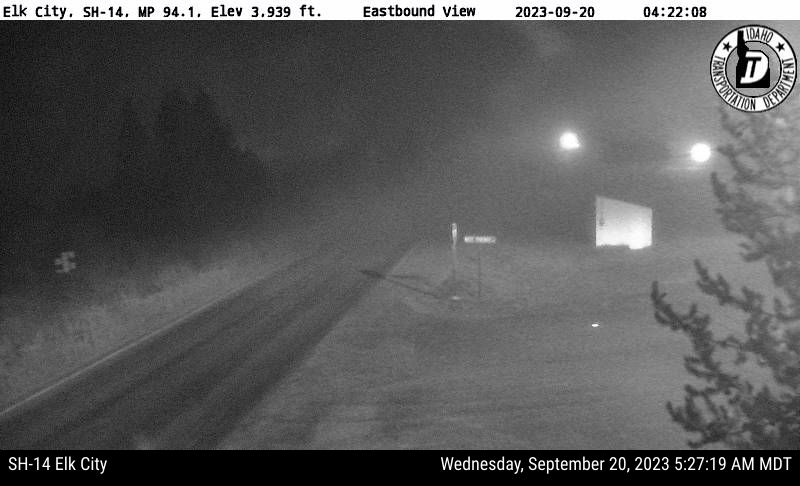 Elk City, SH-14, MP 94.1, Elev 3,939 ft. Eastbound View 2023-09-20 04:22:08
IDAHO
TRANSPORTATION DEPARTMENT
SH-14 Elk City Wednesday, September 20, 2023 5:27:19 AM MDT